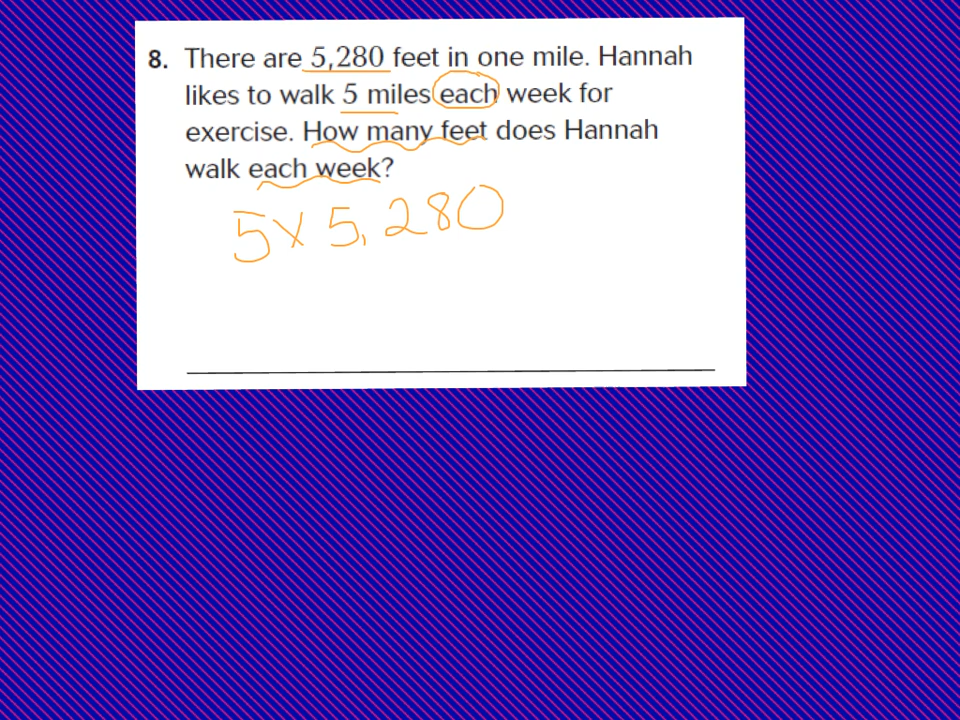 8. There are 5,280 feet in one mile. Hannah
likes to walk 5 miles each week for
exercise. How many feet does Hannah
walk each week?
5 x 5,280